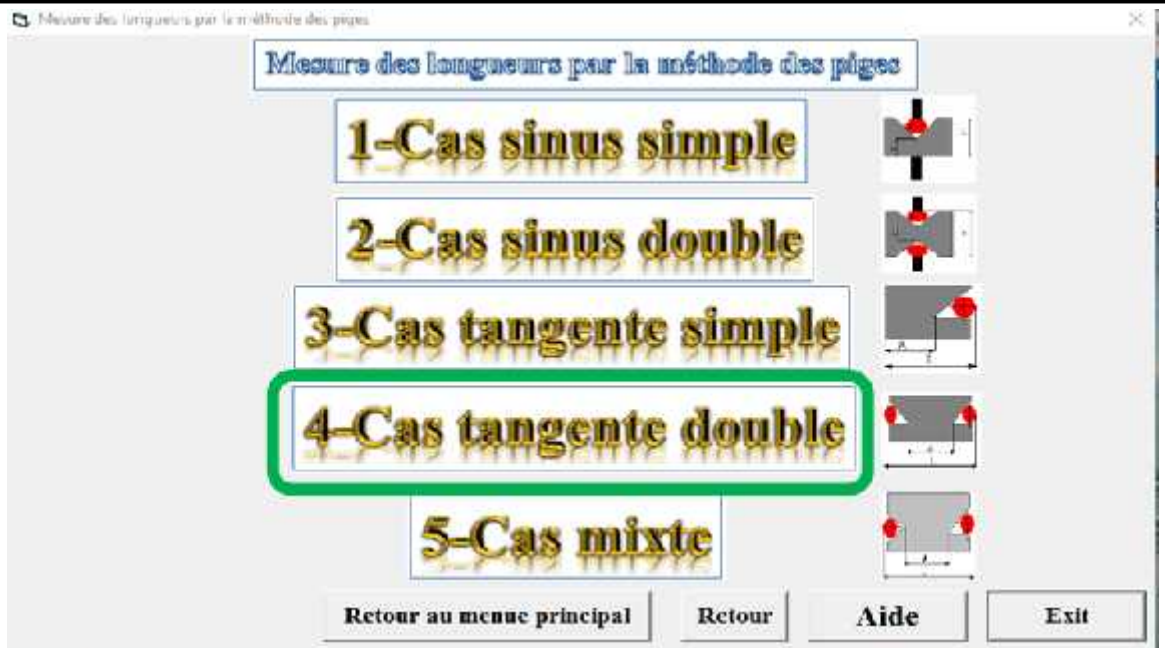 Mesure des longueurs par la méthode des piges
Mesure des longueurs par la méthode des piges
1-Cas sinus simple
2-Cas sinus double
3-Cas tangente simple
4-Cas tangente double
5-Cas mixte
Retour au menue principal
Retour
Aide
Exit